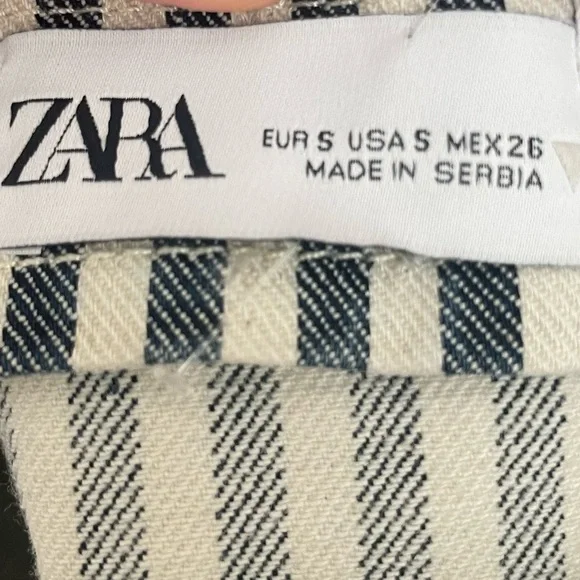 ZARA
EUR S USA S MEX 26
MADE IN SERBIA